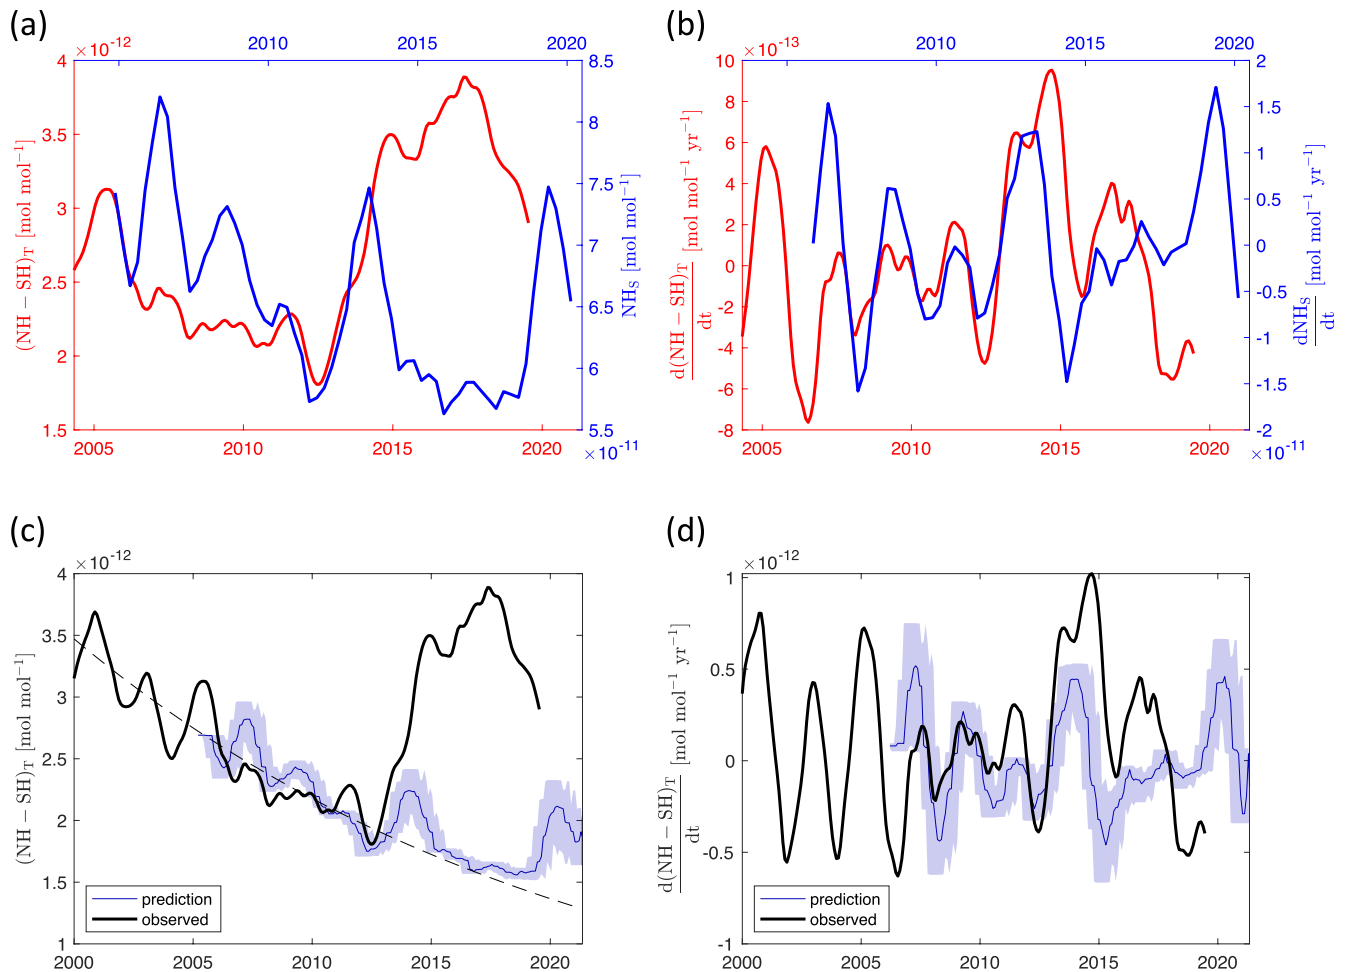 (a)
×10⁻¹²
2010 2015 2020
4
3.5
3
2.5
2
1.5
(NH − SH)_T [mol mol⁻¹]
8.5
8
7.5
7
6.5
6
5.5
NH_S [mol mol⁻¹]
2005 2010 2015 2020
×10⁻¹¹
(b)
×10⁻¹³
2010 2015 2020
10
8
6
4
2
0
-2
-4
-6
-8
d(NH − SH)_T
dt
[mol mol⁻¹ yr⁻¹]
2
1.5
1
0.5
0
-0.5
-1
-1.5
-2
dNH_S
dt
[mol mol⁻¹ yr⁻¹]
2005 2010 2015 2020
×10⁻¹¹
(c)
×10⁻¹²
4
3.5
3
2.5
2
1.5
1
(NH − SH)_T [mol mol⁻¹]
prediction
observed
2000 2005 2010 2015 2020
(d)
×10⁻¹²
1
0.5
0
-0.5
-1
d(NH − SH)_T
dt
[mol mol⁻¹ yr⁻¹]
prediction
observed
2000 2005 2010 2015 2020